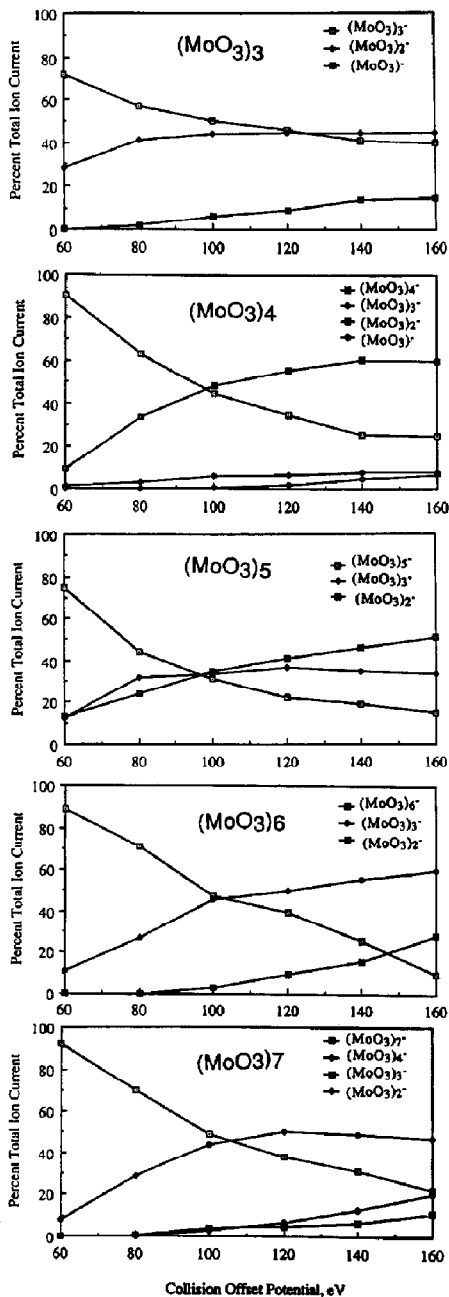 100
80
60
40
20
0
60 80 100 120 140 160
Percent Total Ion Current
(MoO3)3
(MoO3)3-
(MoO3)2-
(MoO3)-
100
80
60
40
20
0
60 80 100 120 140 160
Percent Total Ion Current
(MoO3)4
(MoO3)4-
(MoO3)3-
(MoO3)2-
(MoO3)-
100
80
60
40
20
0
60 80 100 120 140 160
Percent Total Ion Current
(MoO3)5
(MoO3)5-
(MoO3)3-
(MoO3)2-
100
80
60
40
20
0
60 80 100 120 140 160
Percent Total Ion Current
(MoO3)6
(MoO3)6-
(MoO3)3-
(MoO3)2-
100
80
60
40
20
0
60 80 100 120 140 160
Percent Total Ion Current
(MoO3)7
(MoO3)7-
(MoO3)4-
(MoO3)3-
(MoO3)2-
Collision Offset Potential, eV